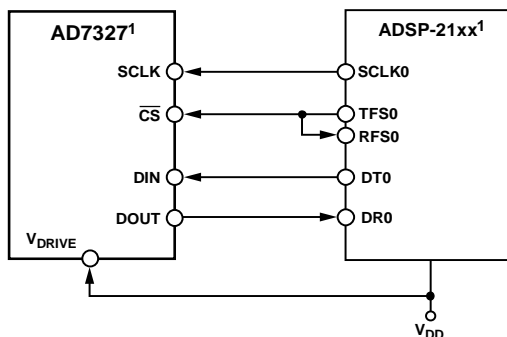 AD7327¹
ADSP-21xx¹
SCLK
SCLK0
CS
TFS0
RFS0
DIN
DT0
DOUT
DR0
VDRIVE
VDD